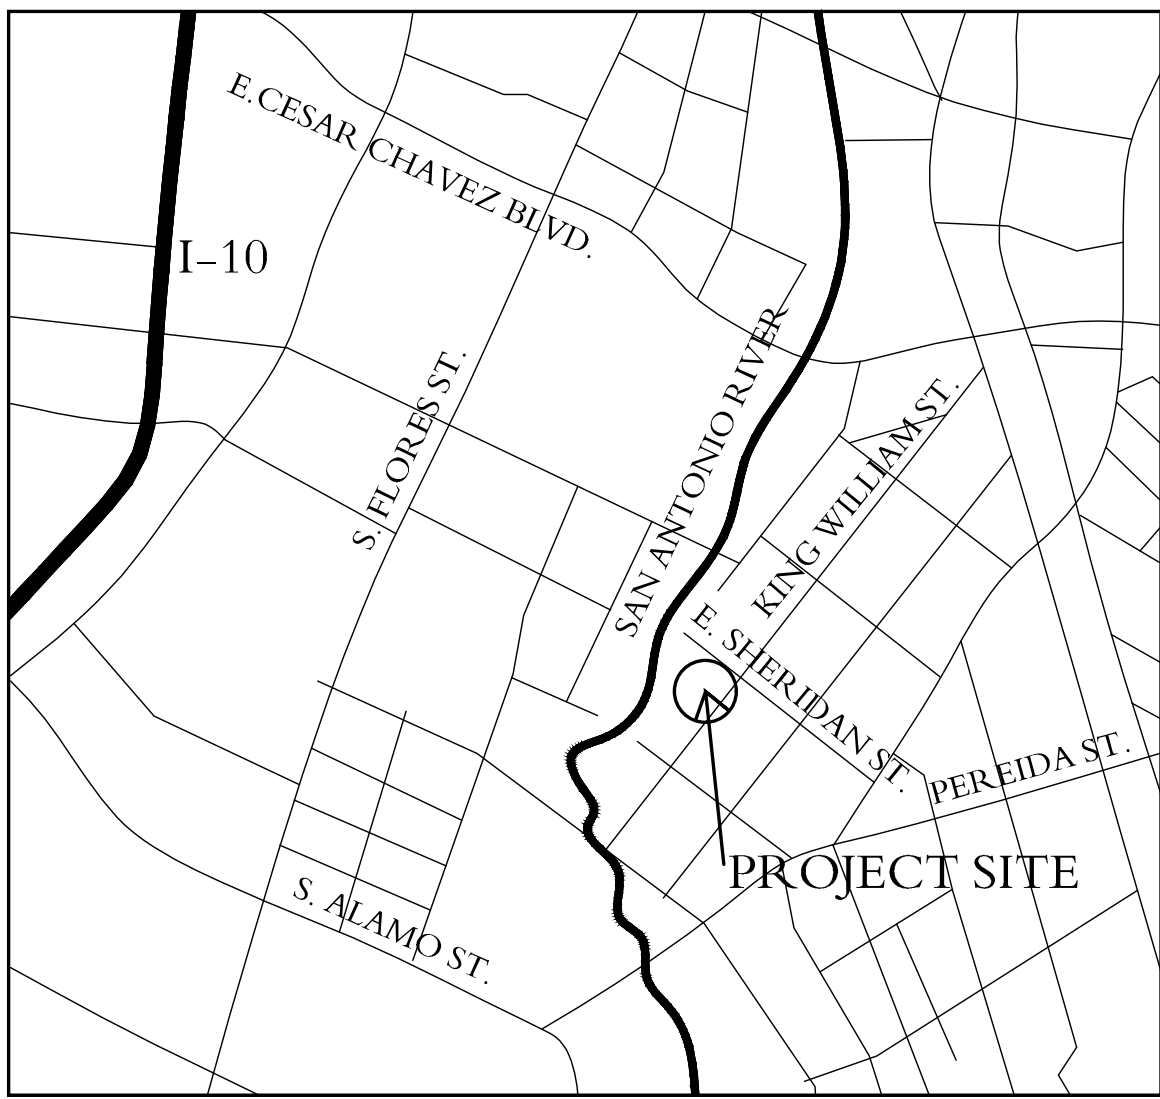 E. CESAR CHAVEZ BLVD.
I-10
S. FLORES ST.
SAN ANTONIO RIVER
KING WILLIAM ST.
E. SHERIDAN ST.
PEREIDA ST.
PROJECT SITE
S. ALAMO ST.